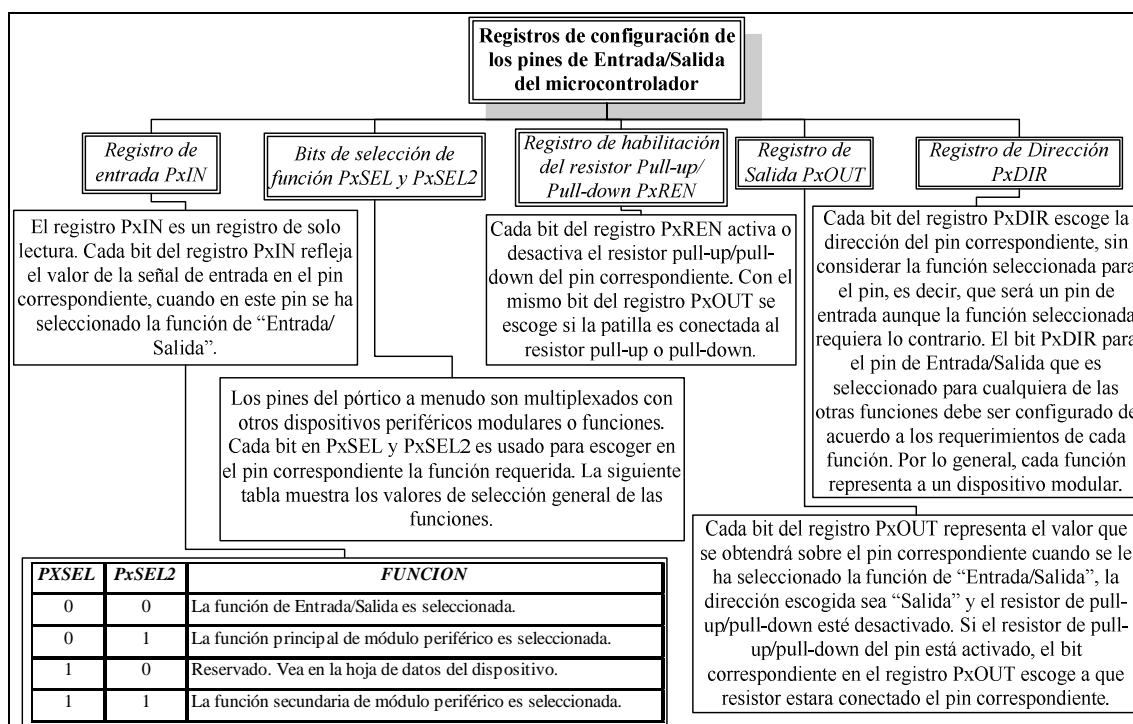 Registros de configuración de
los pines de Entrada/Salida
del microcontrolador
Registro de
entrada PxIN
Bits de selección de
función PxSEL y PxSEL2
Registro de habilitación
del resistor Pull-up/
Pull-down PxREN
Registro de
Salida PxOUT
Registro de Dirección
PxDIR
El registro PxIN es un registro de solo
lectura. Cada bit del registro PxIN refleja
el valor de la señal de entrada en el pin
correspondiente, cuando en este pin se ha
seleccionado la función de “Entrada/
Salida”.
Los pines del pórtico a menudo son multiplexados con
otros dispositivos periféricos modulares o funciones.
Cada bit en PxSEL y PxSEL2 es usado para escoger en
el pin correspondiente la función requerida. La siguiente
tabla muestra los valores de selección general de las
funciones.
Cada bit del registro PxREN activa o
desactiva el resistor pull-up/pull-
down del pin correspondiente. Con el
mismo bit del registro PxOUT se
escoge si la patilla es conectada al
resistor pull-up o pull-down.
Cada bit del registro PxDIR escoge la
dirección del pin correspondiente, sin
considerar la función seleccionada para
el pin, es decir, que será un pin de
entrada aunque la función seleccionada
requiera lo contrario. El bit PxDIR para
el pin de Entrada/Salida que es
seleccionado para cualquiera de las
otras funciones debe ser configurado de
acuerdo a los requerimientos de cada
función. Por lo general, cada función
representa a un dispositivo modular.
Cada bit del registro PxOUT representa el valor que
se obtendrá sobre el pin correspondiente cuando se le
ha seleccionado la función de “Entrada/Salida”, la
dirección escogida sea “Salida” y el resistor de pull-
up/pull-down esté desactivado. Si el resistor de pull-
up/pull-down del pin está activado, el bit
correspondiente en el registro PxOUT escoge a que
resistor estara conectado el pin correspondiente.
PXSEL PxSEL2 FUNCION
0 0 La función de Entrada/Salida es seleccionada.
0 1 La función principal de módulo periférico es seleccionada.
1 0 Reservado. Vea en la hoja de datos del dispositivo.
1 1 La función secundaria de módulo periférico es seleccionada.